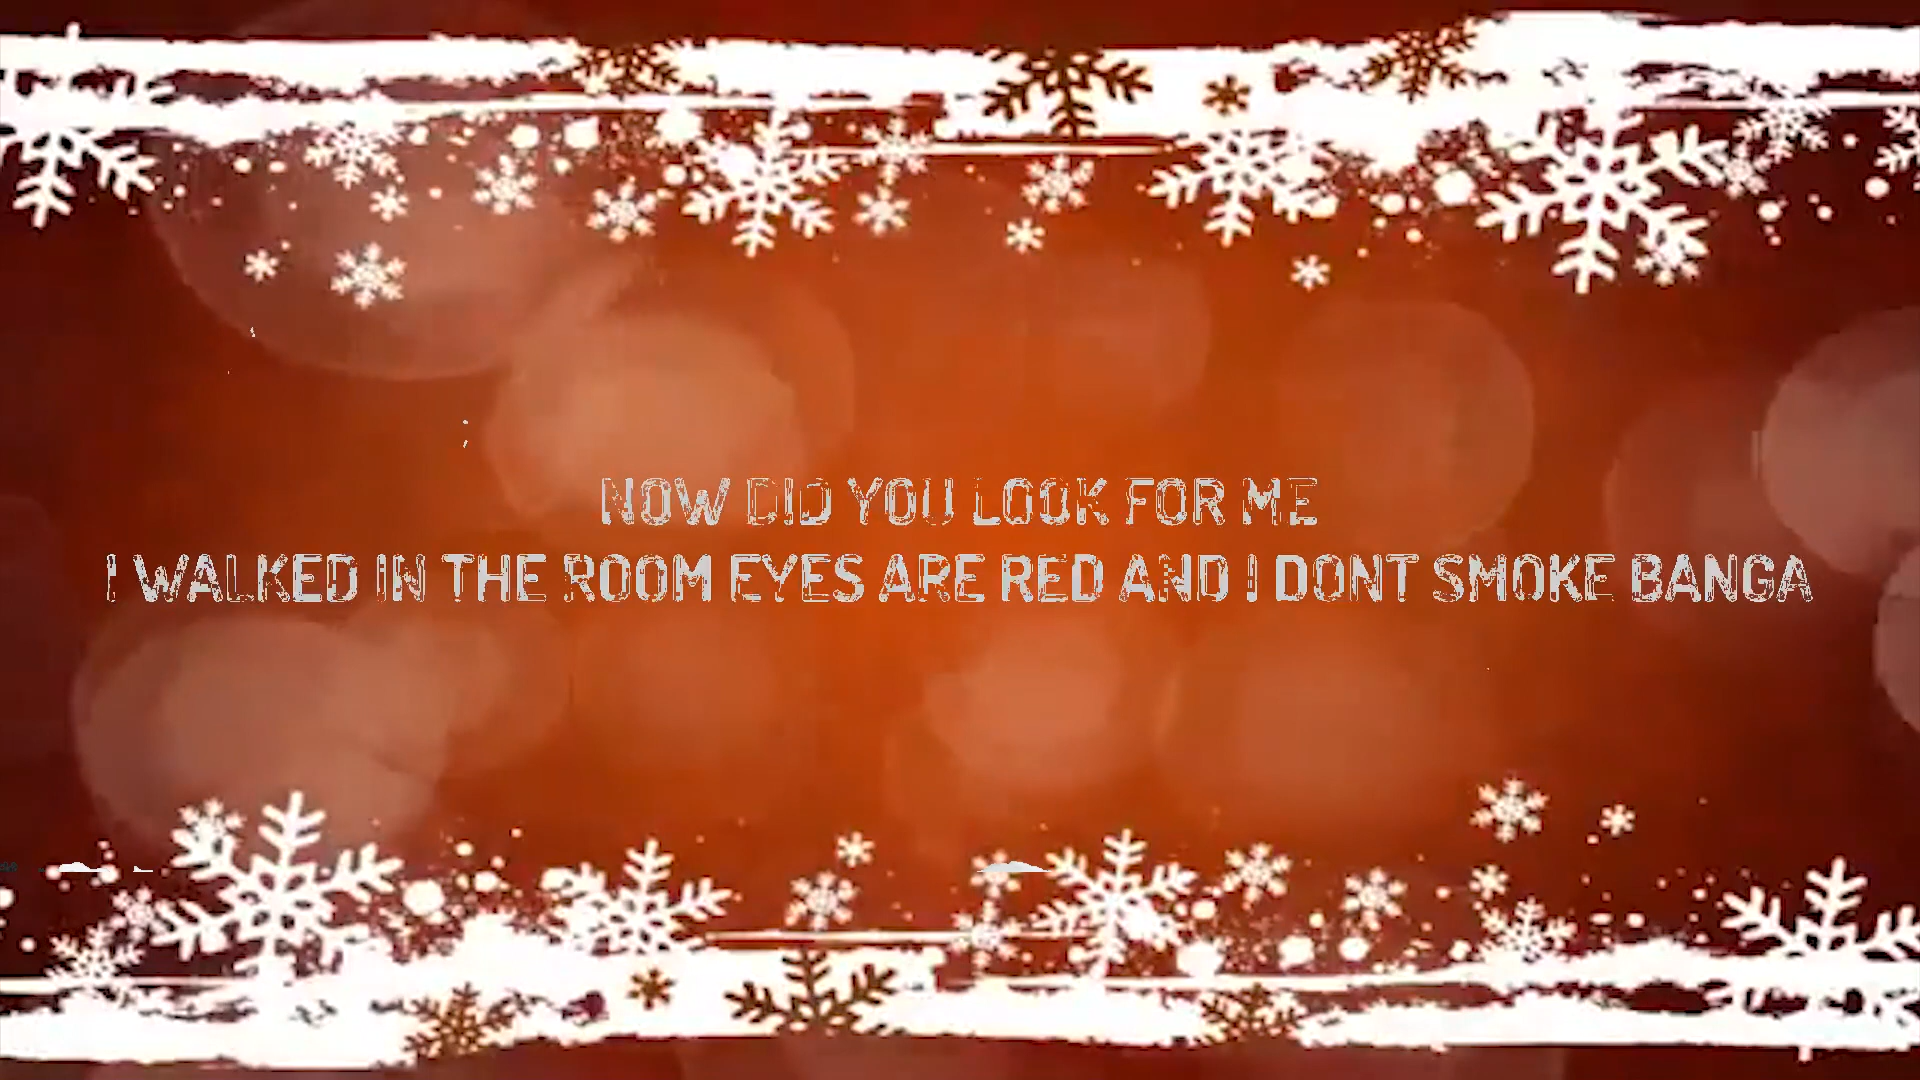 NOW DID YOU LOOK FOR ME
I WALKED IN THE ROOM EYES ARE RED AND I DONT SMOKE BANGA